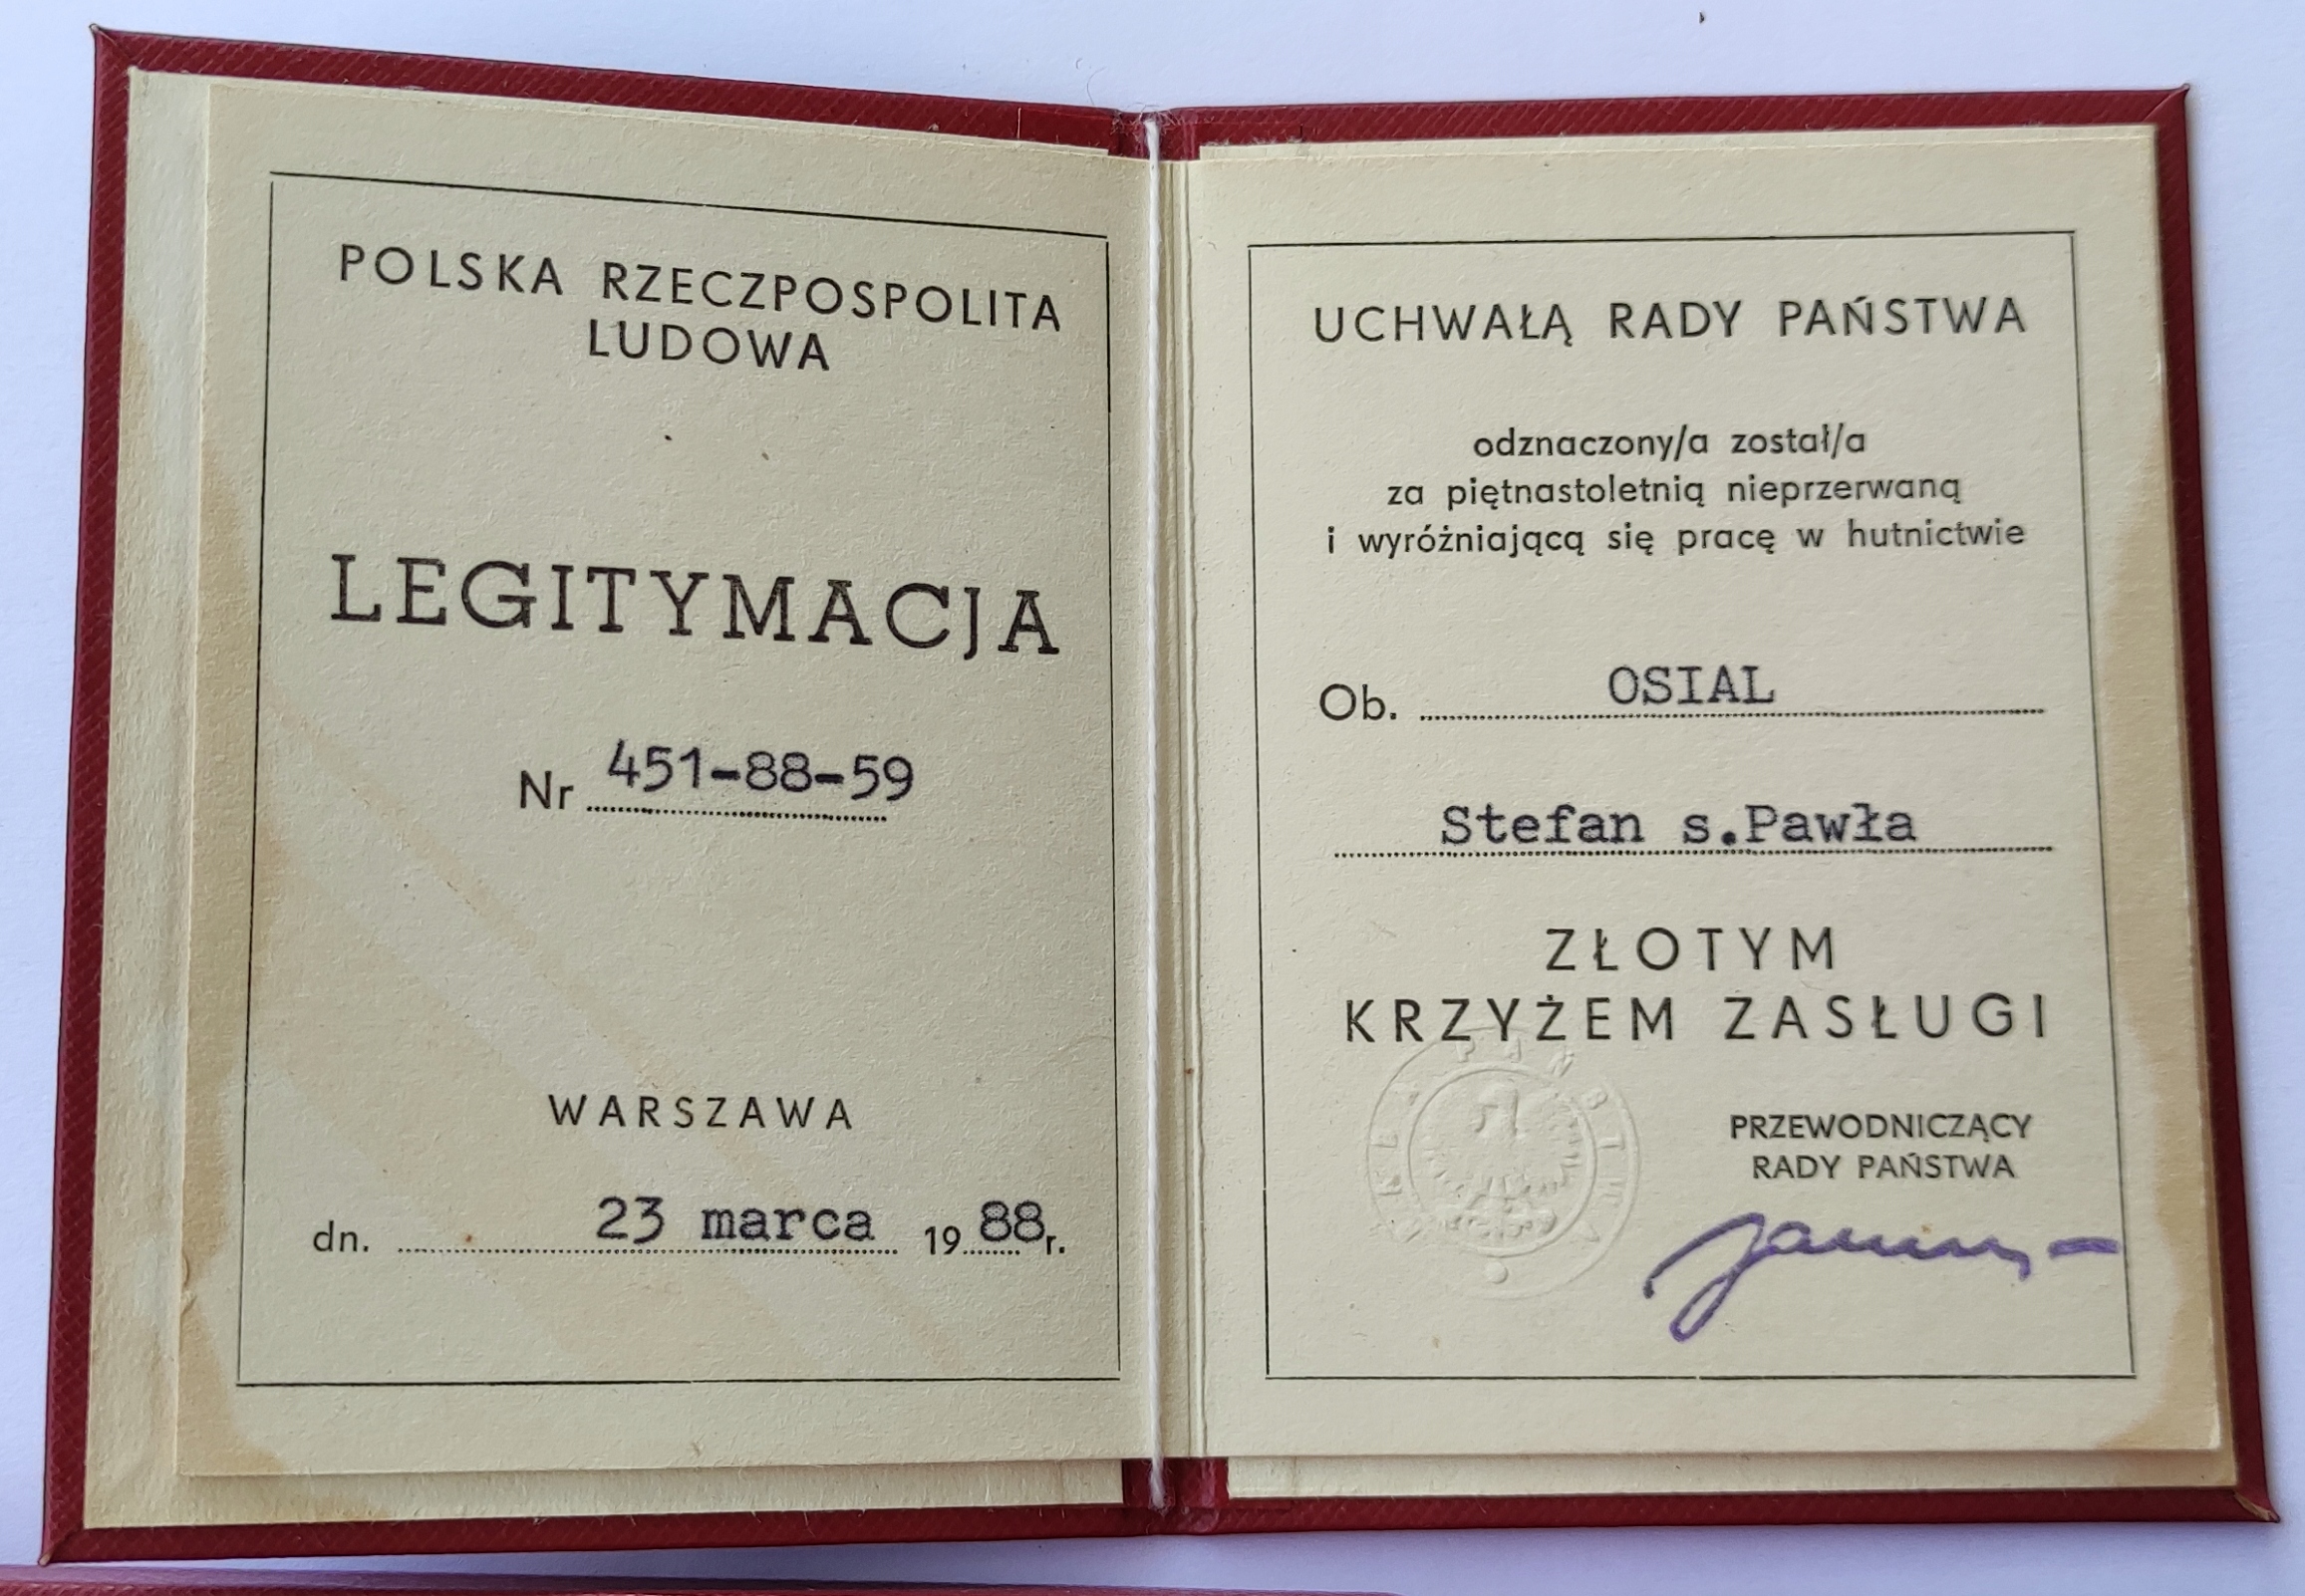 POLSKA RZECZPOSPOLITA
LUDOWA
LEGITYMACJA
Nr 451-88-59
WARSZAWA
dn. 23 marca 1988r.
UCHWAŁĄ RADY PAŃSTWA
odznaczony/a został/a
za piętnastoletnią nieprzerwaną
i wyróżniającą się pracę w hutnictwie
Ob. OSIAL
Stefan s.Pawła
ZŁOTYM
KRZYŻEM ZASŁUGI
PRZEWODNICZĄCY
RADY PAŃSTWA